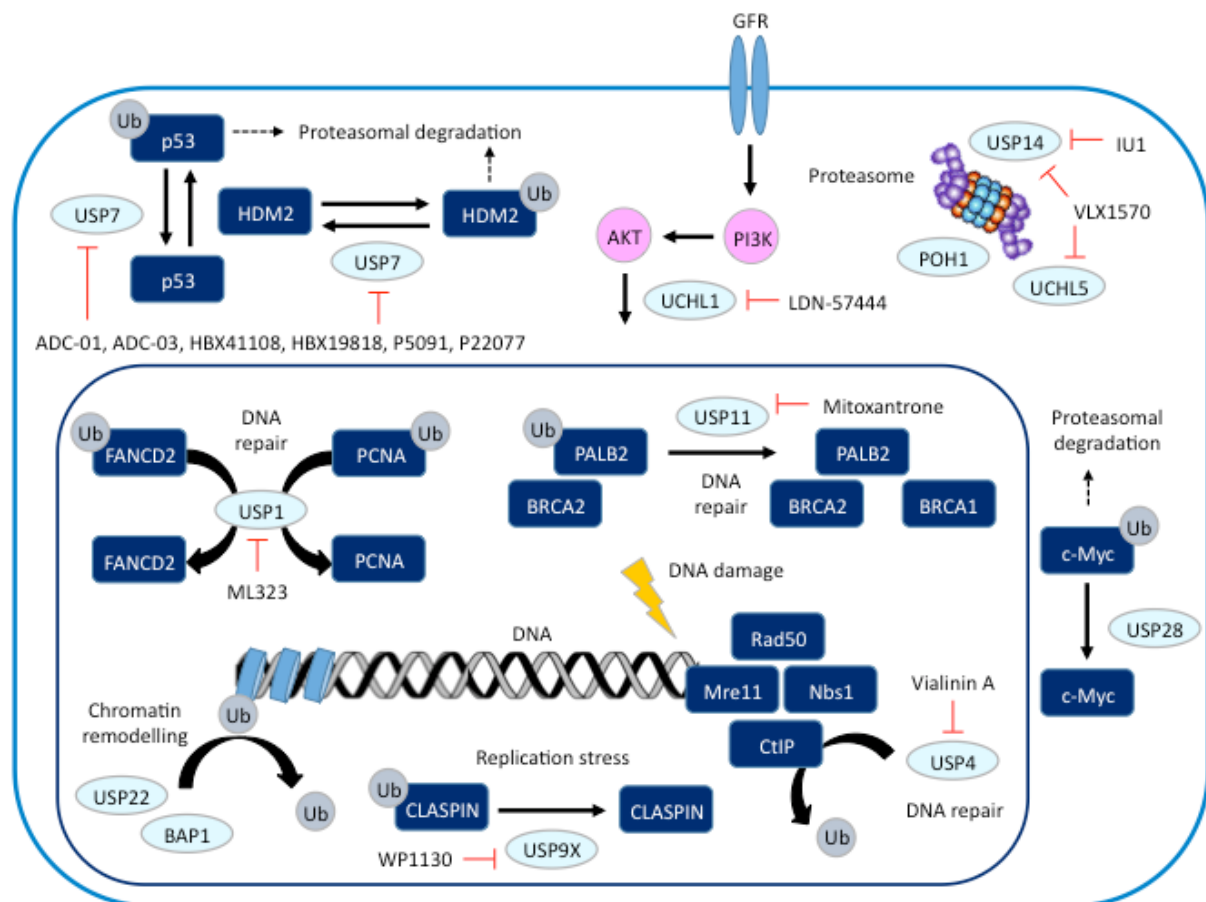 GFR
Ub
p53
Proteasomal degradation
USP7
HDM2
HDM2
Ub
p53
USP7
ADC-01, ADC-03, HBX41108, HBX19818, P5091, P22077
AKT
PI3K
UCHL1
LDN-57444
Proteasome
USP14
IU1
VLX1570
POH1
UCHL5
Ub
FANCD2
DNA
repair
PCNA
Ub
USP1
FANCD2
PCNA
ML323
Ub
PALB2
BRCA2
USP11
Mitoxantrone
DNA
repair
PALB2
BRCA2
BRCA1
Proteasomal
degradation
Ub
c-Myc
USP28
c-Myc
DNA damage
DNA
Rad50
Mre11
Nbs1
CtIP
Vialinin A
USP4
DNA repair
Ub
Ub
Chromatin
remodelling
USP22
BAP1
Ub
Replication stress
Ub
CLASPIN
CLASPIN
WP1130
USP9X